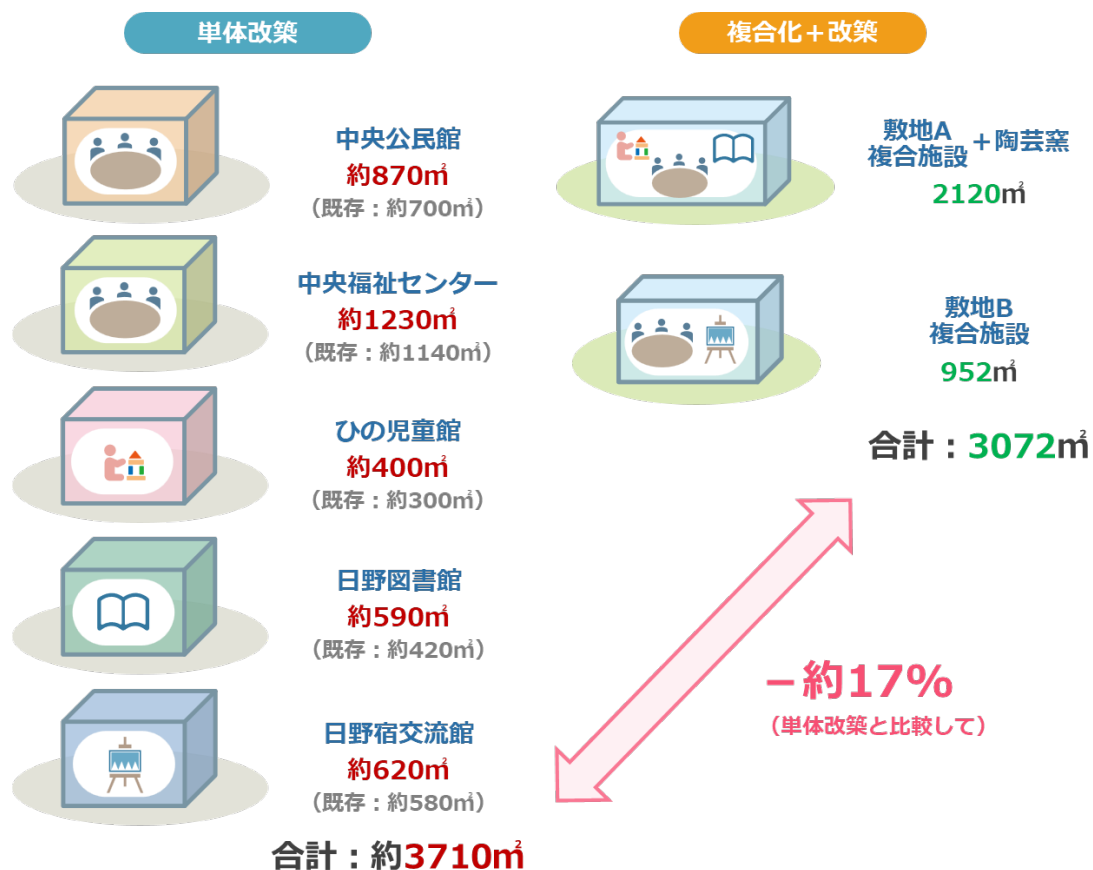 単体改築
中央公民館
約870㎡
（既存：約700㎡）
中央福祉センター
約1230㎡
（既存：約1140㎡）
ひの児童館
約400㎡
（既存：約300㎡）
日野図書館
約590㎡
（既存：約420㎡）
日野宿交流館
約620㎡
（既存：約580㎡）
合計：約3710㎡
複合化＋改築
敷地A
複合施設＋陶芸窯
2120㎡
敷地B
複合施設
952㎡
合計：3072㎡
－約17%
（単体改築と比較して）